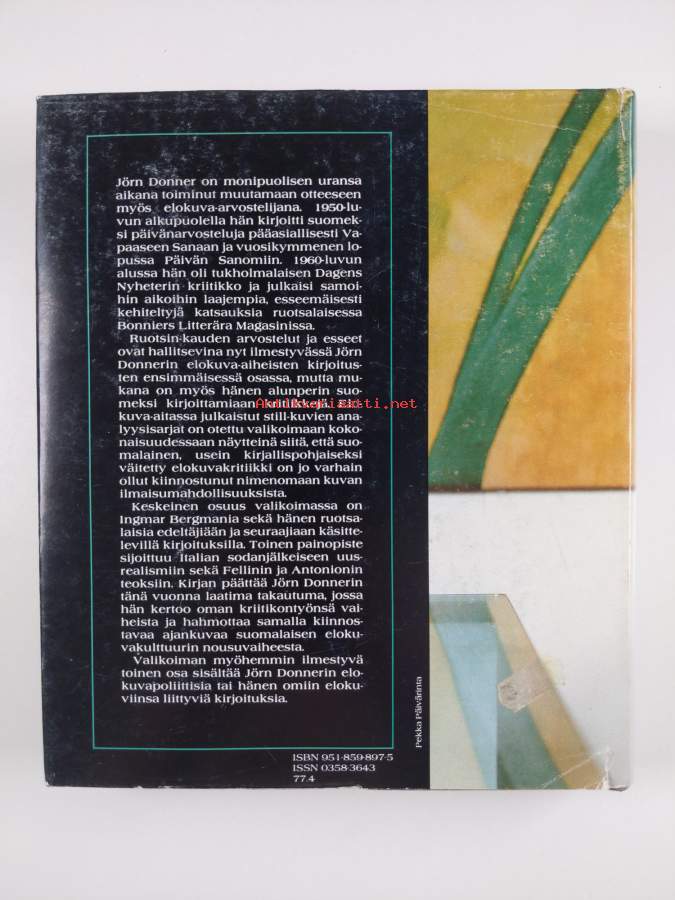 Jörn Donner on monipuolisen uransa
aikana toiminut muutamaan otteeseen
myös elokuva-arvostelijana. 1950-lu-
vun alkupuolella hän kirjoitti suomek-
si päivänarvosteluja pääasiallisesti Va-
paaseen Sanaan ja vuosikymmenen lo-
pussa Päivän Sanomiin. 1960-luvun
alussa hän oli tukholmalaisen Dagens
Nyheterin kriitikko ja julkaisi samoi-
hin aikoihin laajempia, esseemäisesti
kehiteltyjä katsauksia ruotsalaisessa
Bonniers Litterära Magasinissa.
Ruotsin-kauden arvostelut ja esseet
ovat hallitsevina nyt ilmestyvässä Jörn
Donnerin elokuva-aiheisten kirjoitus-
ten ensimmäisessä osassa, mutta mu-
kana on myös hänen alunperin suo-
meksi kirjoittamiaan kritiikkejä. Elo-
kuva-aitassa julkaistut still-kuvien ana-
lyysisarjat on otettu valikoimaan koko-
naisuudessaan näytteinä siitä, että suo-
malainen, usein kirjallispohjaiseksi
väitetty elokuvakritiikki on jo varhain
ollut kiinnostunut nimenomaan kuvan
ilmaisumahdollisuuksista.
Keskeinen osuus valikoimassa on
Ingmar Bergmania sekä hänen ruotsa-
laisia edeltäjiään ja seuraajiaan käsitte-
levillä kirjoituksilla. Toinen painopiste
sijoittuu Italian sodanjälkeiseen uus-
realismiin sekä Fellinin ja Antonionin
teoksiin. Kirjan päättää Jörn Donnerin
tänä vuonna laatima takautuma, jossa
hän kertoo oman kriitikontyönsä vai-
heista ja hahmottaa samalla kiinnos-
tavaa ajankuvaa suomalaisen eloku-
vakulttuurin nousuvaiheesta.
Valikoiman myöhemmin ilmestyvä
toinen osa sisältää Jörn Donnerin elo-
kuvapoliittisia tai hänen omiin eloku-
viinsa liittyviä kirjoituksia.
ISBN 951-859-897-5
ISSN 0358-3643
77.4
Pekka Päivärinta